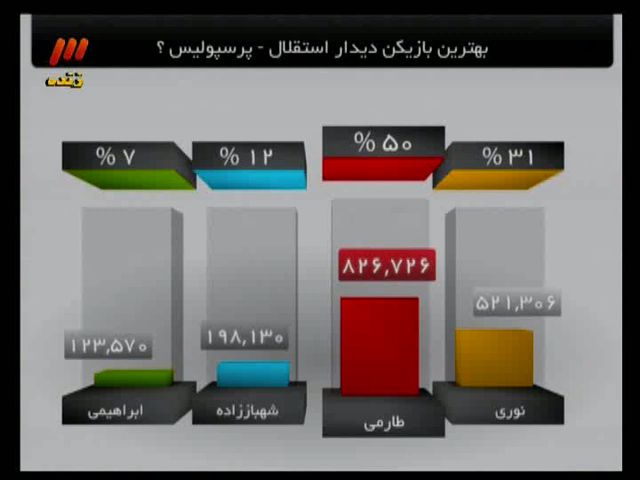 بهترین بازیکن دیدار استقلال - پرسپولیس ؟
زنده
% ۳۱
% ۵۰
% ۱۲
% ۷
۵۲۱,۳۰۶
۸۲۶,۷۲۶
۱۹۸,۱۳۰
۱۲۳,۵۷۰
نوری
طارمی
شهباززاده
ابراهیمی